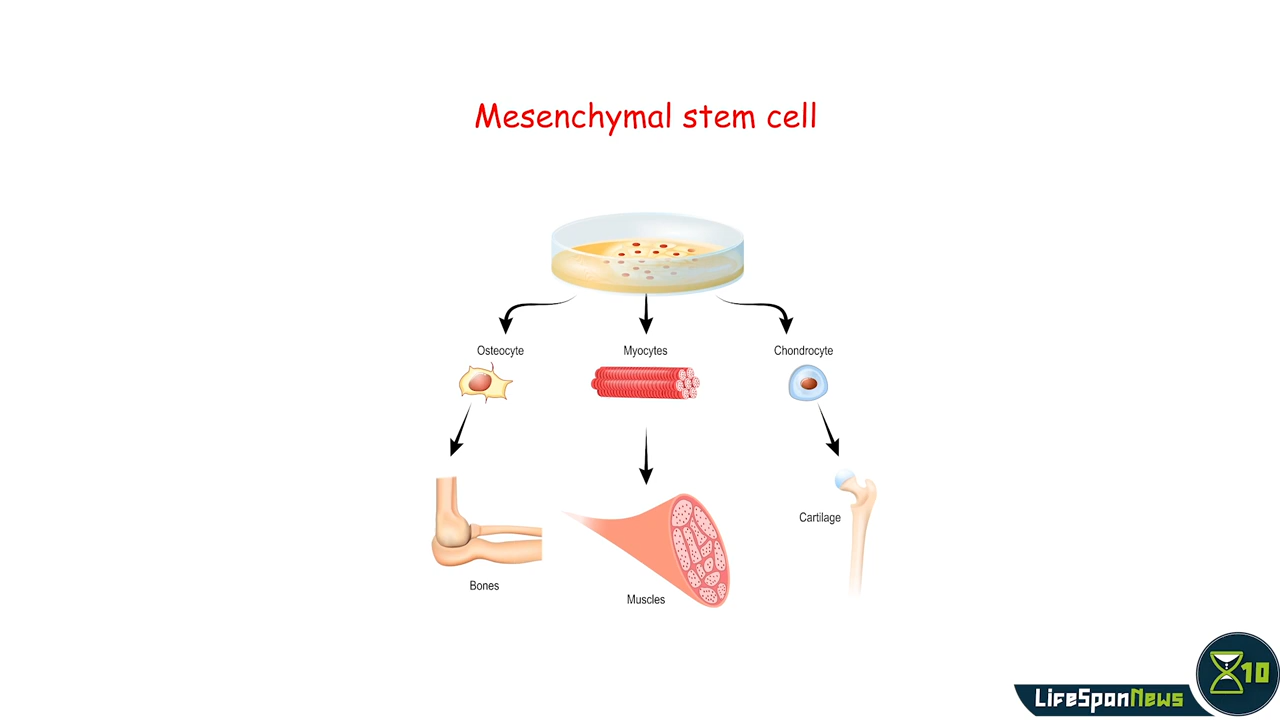 Mesenchymal stem cell
Osteocyte
Myocytes
Chondrocyte
Cartilage
Bones
Muscles
10
LifeSpanNews